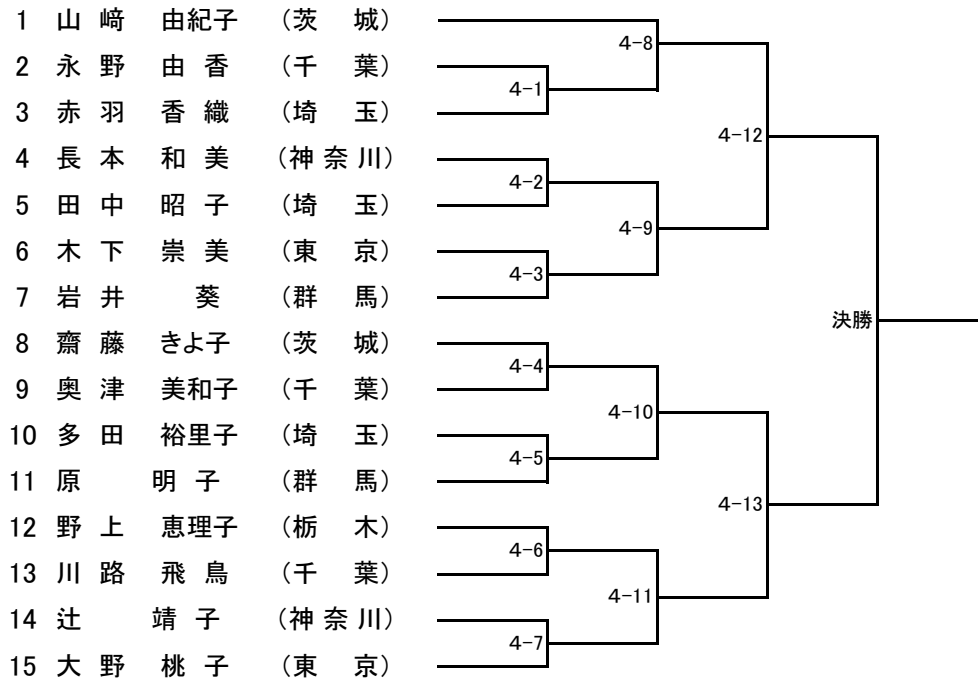 1 山﨑 由紀子 （茨 城）
4-8
2 永野 由香 （千 葉）
4-1
3 赤羽 香織 （埼 玉）
4-12
4 長本 和美 （神奈川）
4-2
5 田中 昭子 （埼 玉）
4-9
6 木下 崇美 （東 京）
4-3
7 岩井 葵 （群 馬）
決勝
8 齋藤 きよ子 （茨 城）
4-4
9 奥津 美和子 （千 葉）
4-10
10 多田 裕里子 （埼 玉）
4-5
11 原 明子 （群 馬）
4-13
12 野上 恵理子 （栃 木）
4-6
13 川路 飛鳥 （千 葉）
4-11
14 辻 靖子 （神奈川）
4-7
15 大野 桃子 （東 京）